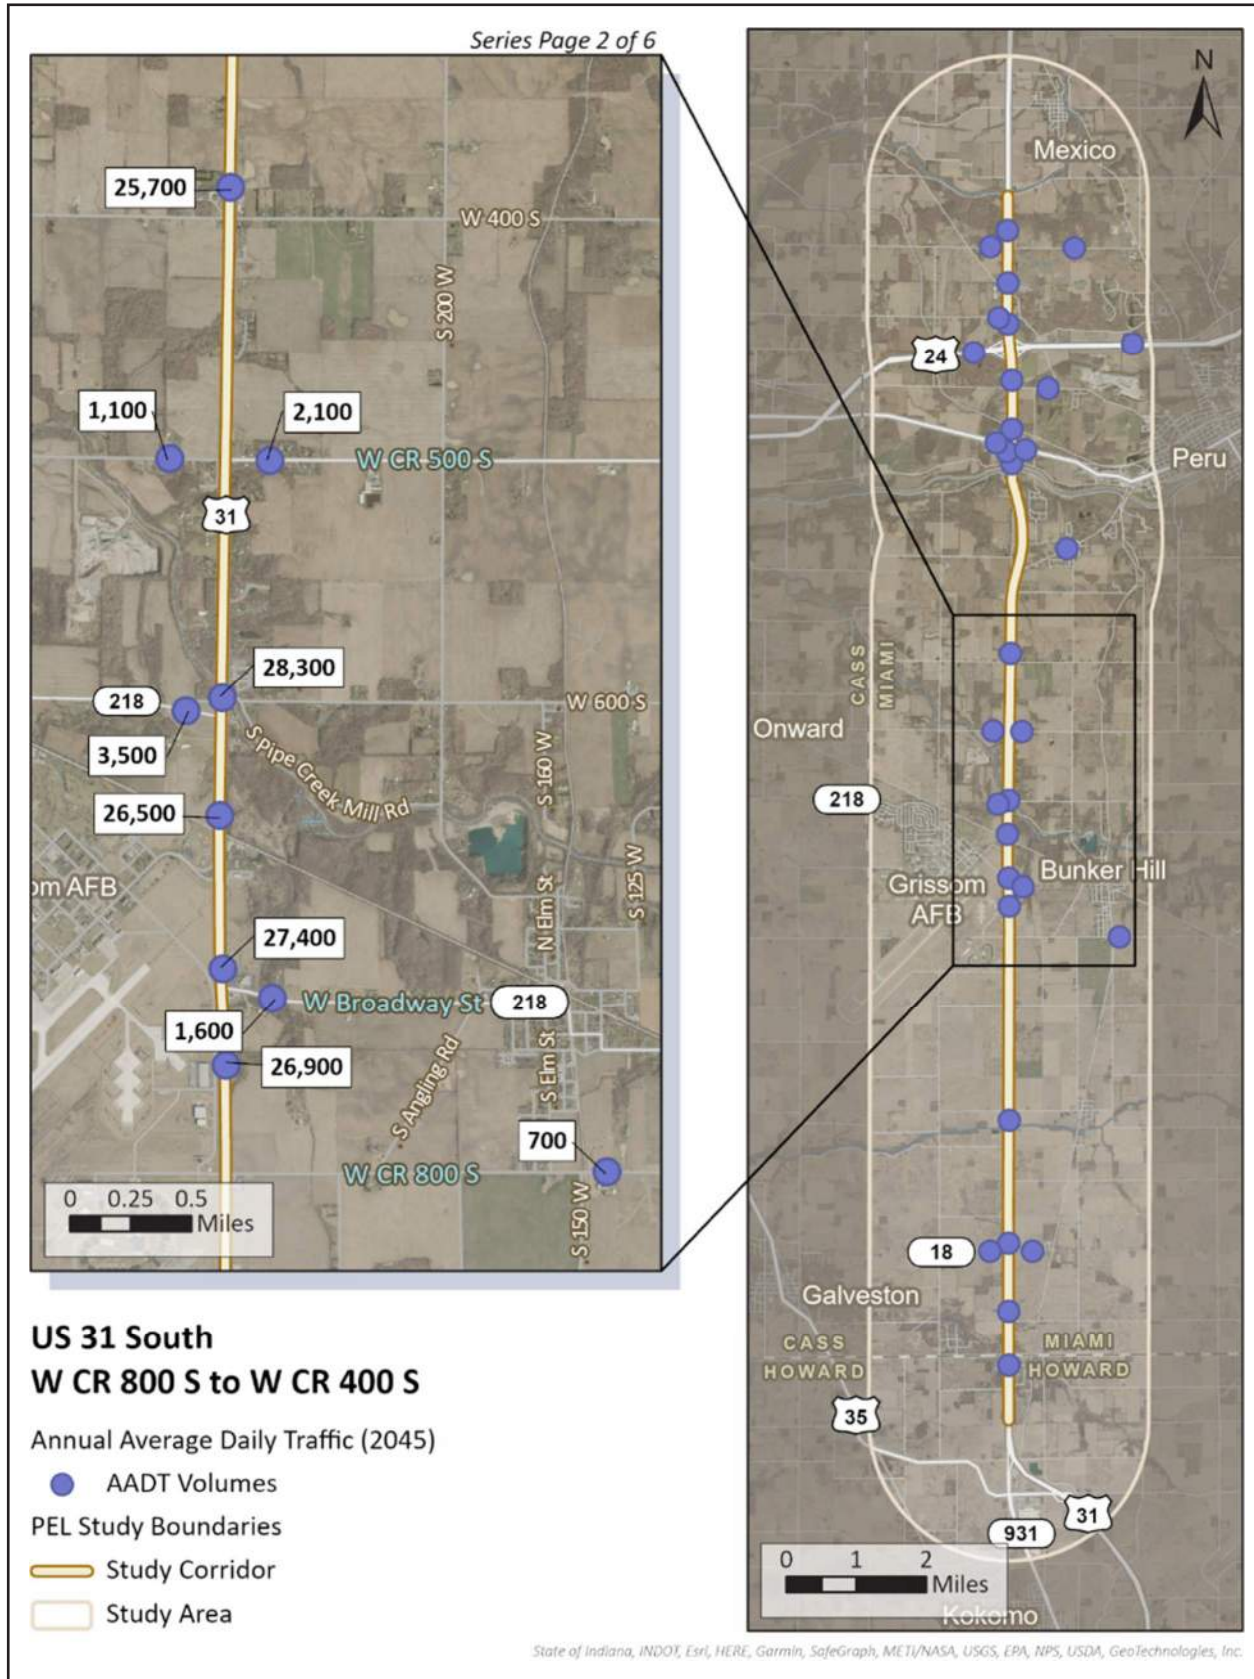 Series Page 2 of 6
25,700
W 400 S
S 200 W
1,100
2,100
W CR 500 S
31
28,300
218
W 600 S
3,500
S Pipe Creek Mill Rd
S 160 W
26,500
S 125 W
om AFB
N Elm St
27,400
W Broadway St
218
1,600
26,900
S Elm St
S Angling Rd
700
W CR 800 S
S 150 W
0 0.25 0.5
Miles
N
Mexico
24
Peru
CASS
MIAMI
Onward
218
Bunker Hill
Grissom
AFB
18
Galveston
CASS
HOWARD
MIAMI
HOWARD
35
31
931
0 1 2
Miles
Kokomo
US 31 South
W CR 800 S to W CR 400 S
Annual Average Daily Traffic (2045)
AADT Volumes
PEL Study Boundaries
Study Corridor
Study Area
State of Indiana, INDOT, Esri, HERE, Garmin, SafeGraph, METI/NASA, USGS, EPA, NPS, USDA, GeoTechnologies, Inc.